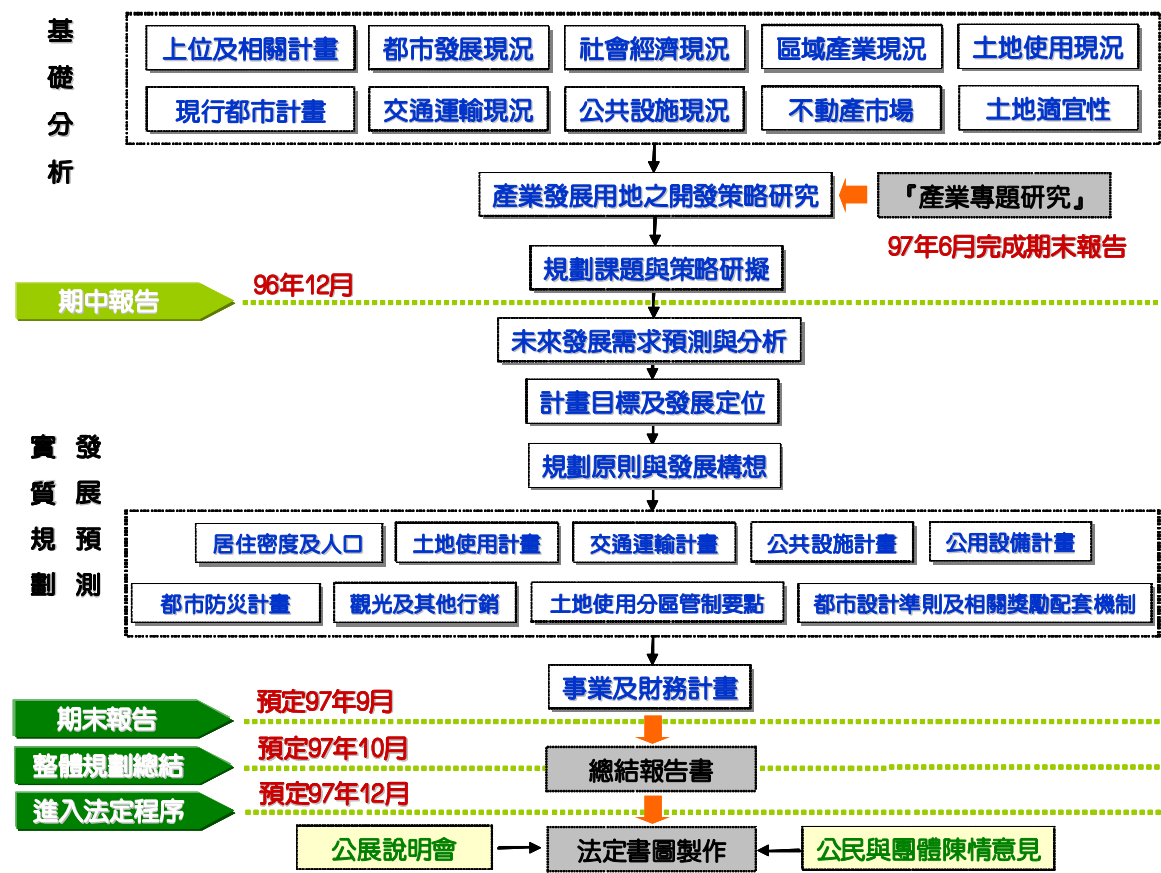 基礎分析
上位及相關計畫
都市發展現況
社會經濟現況
區域產業現況
土地使用現況
現行都市計畫
交通運輸現況
公共設施現況
不動產市場
土地適宜性
產業發展用地之開發策略研究
『產業專題研究』
97年6月完成期末報告
規劃課題與策略研擬
96年12月
期中報告
未來發展需求預測與分析
計畫目標及發展定位
規劃原則與發展構想
發展預測
實質規劃
居住密度及人口
土地使用計畫
交通運輸計畫
公共設施計畫
公用設備計畫
都市防災計畫
觀光及其他行銷
土地使用分區管制要點
都市設計準則及相關獎勵配套機制
事業及財務計畫
期末報告
預定97年9月
整體規劃總結
預定97年10月
總結報告書
進入法定程序
預定97年12月
公展說明會
法定書圖製作
公民與團體陳情意見